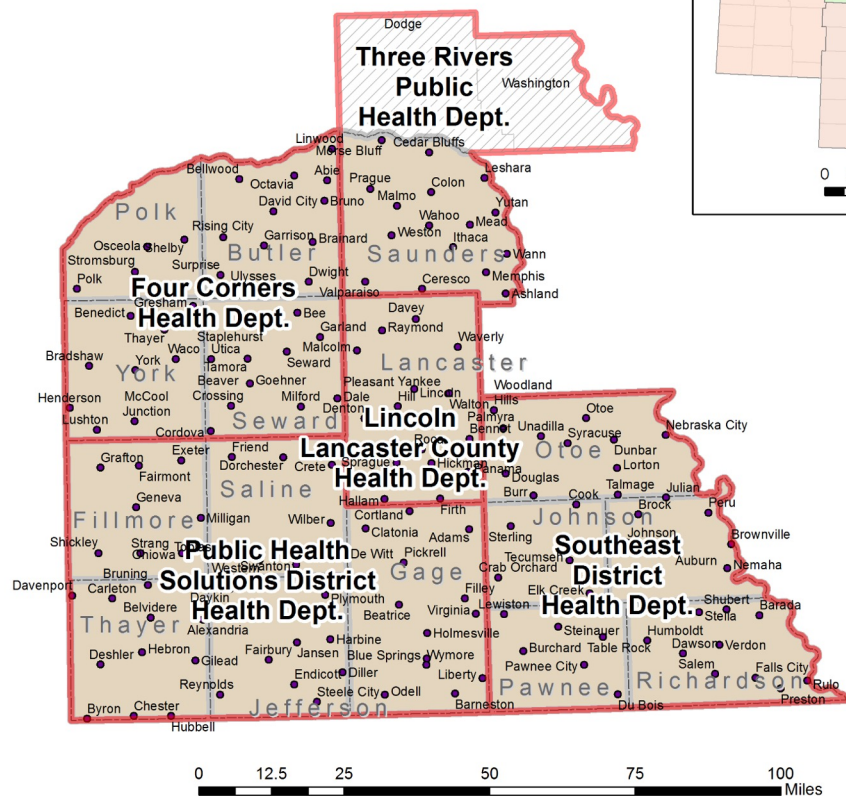 Dodge
Three Rivers
Public
Health Dept.
Washington
Linwood
Morse Bluff
Cedar Bluffs
Bellwood
Abie
Octavia
Prague
Colon
Leshara
David City
Bruno
Malmo
Yutan
Polk
Rising City
Wahoo
Mead
Garrison
Brainard
Weston
Ithaca
Osceola
Shelby
Butler
Saunders
Wann
Stromsburg
Surprise
Ulysses
Dwight
Memphis
Polk
Valparaiso
Ceresco
Ashland
Four Corners
Health Dept.
Gresham
Benedict
Bee
Davey
Thayer
Staplehurst
Garland
Raymond
Waverly
Bradshaw
York
Waco
Utica
Malmo
Malcolm
Lancaster
York
Tamora
Seward
Beaver
Crossing
Goehner
Pleasant
Dale
Yankee
Hill
Lincoln
Woodland
Hills
Henderson
McCool
Junction
Milford
Denton
Walton
Palmyra
Otoe
Lushton
Seward
Lincoln
Lancaster County
Health Dept.
Bennet
Unadilla
Syracuse
Nebraska City
Cordova
Roca
Otoe
Dunbar
Grafton
Exeter
Friend
Dorchester
Crete
Sprague
Hickman
Panama
Douglas
Lorton
Fairmont
Saline
Talmage
Julian
Geneva
Hallam
Firth
Burr
Cook
Brock
Peru
Fillmore
Milligan
Wilber
Cortland
Clatonia
Adams
Sterling
Johnson
Johnson
Brownville
Shickley
Strang
Ohiowa
Tobias
De Witt
Pickrell
Tecumseh
Auburn
Nemaha
Public Health
Solutions District
Health Dept.
Western
Swanton
Gage
Crab Orchard
Southeast
District
Health Dept.
Davenport
Bruning
Carleton
Daykin
Plymouth
Filley
Lewiston
Elk Creek
Shubert
Barada
Belvidere
Beatrice
Virginia
Stella
Thayer
Alexandria
Harbine
Holmesville
Steinauer
Humboldt
Hebron
Fairbury
Jansen
Blue Springs
Wymore
Burchard
Table Rock
Dawson
Verdon
Deshler
Gilead
Endicott
Diller
Liberty
Pawnee City
Salem
Falls City
Reynolds
Steele City
Odell
Pawnee
Richardson
Rulo
Byron
Chester
Jefferson
Barneston
Du Bois
Preston
Hubbell
0 12.5 25 50 75 100
Miles
0